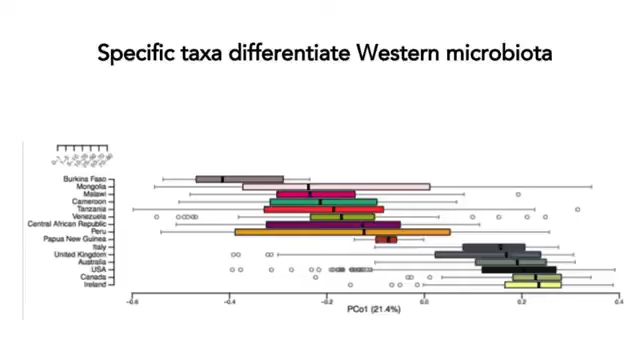 Specific taxa differentiate Western microbiota
Burkina Faso
Mongolia
Malawi
Cameroon
Tanzania
Venezuela
Central African Republic
Peru
Papua New Guinea
Italy
United Kingdom
Australia
USA
Canada
Ireland
-0.6 -0.4 -0.2 0.0 0.2 0.4
PCo1 (21.4%)